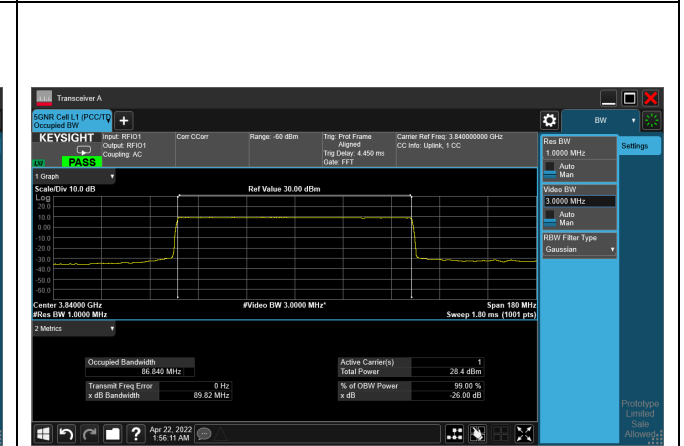 Transceiver A
5GNR Cell L1 (PCC/TD
Occupied BW
BW
KEYSIGHT
Input: RFIO1
Output: RFIO1
Coupling: AC
Corr CCorr
Range: -60 dBm
Trig: Prot Frame
Aligned
Trig Delay: 4.450 ms
Gate: FFT
Carrier Ref Freq: 3.840000000 GHz
CC Info: Uplink, 1 CC
PASS
Res BW
1.0000 MHz
Auto
Man
Video BW
3.0000 MHz
Auto
Man
RBW Filter Type
Gaussian
Settings
1 Graph
Scale/Div 10.0 dB
Ref Value 30.00 dBm
Log
20.0
10.0
0.00
-10.0
-20.0
-30.0
-40.0
-50.0
-60.0
Center 3.84000 GHz
#Video BW 3.0000 MHz*
Span 180 MHz
#Res BW 1.0000 MHz
Sweep 1.80 ms (1001 pts)
2 Metrics
Occupied Bandwidth
86.840 MHz
Active Carrier(s) 1
Total Power 28.4 dBm
Transmit Freq Error 0 Hz
x dB Bandwidth 89.82 MHz
% of OBW Power 99.00 %
x dB -26.00 dB
Prototype
Limited
Sale
Allowed
Apr 22, 2022
1:56:11 AM